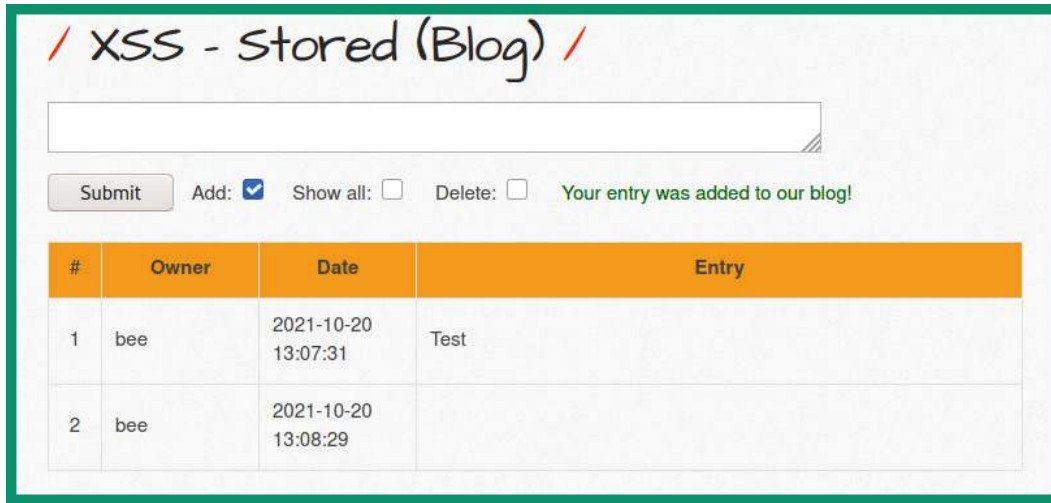 / XSS - Stored (Blog) /
Submit Add: Show all: Delete: Your entry was added to our blog!
# Owner Date Entry
1 bee 2021-10-20 13:07:31 Test
2 bee 2021-10-20 13:08:29